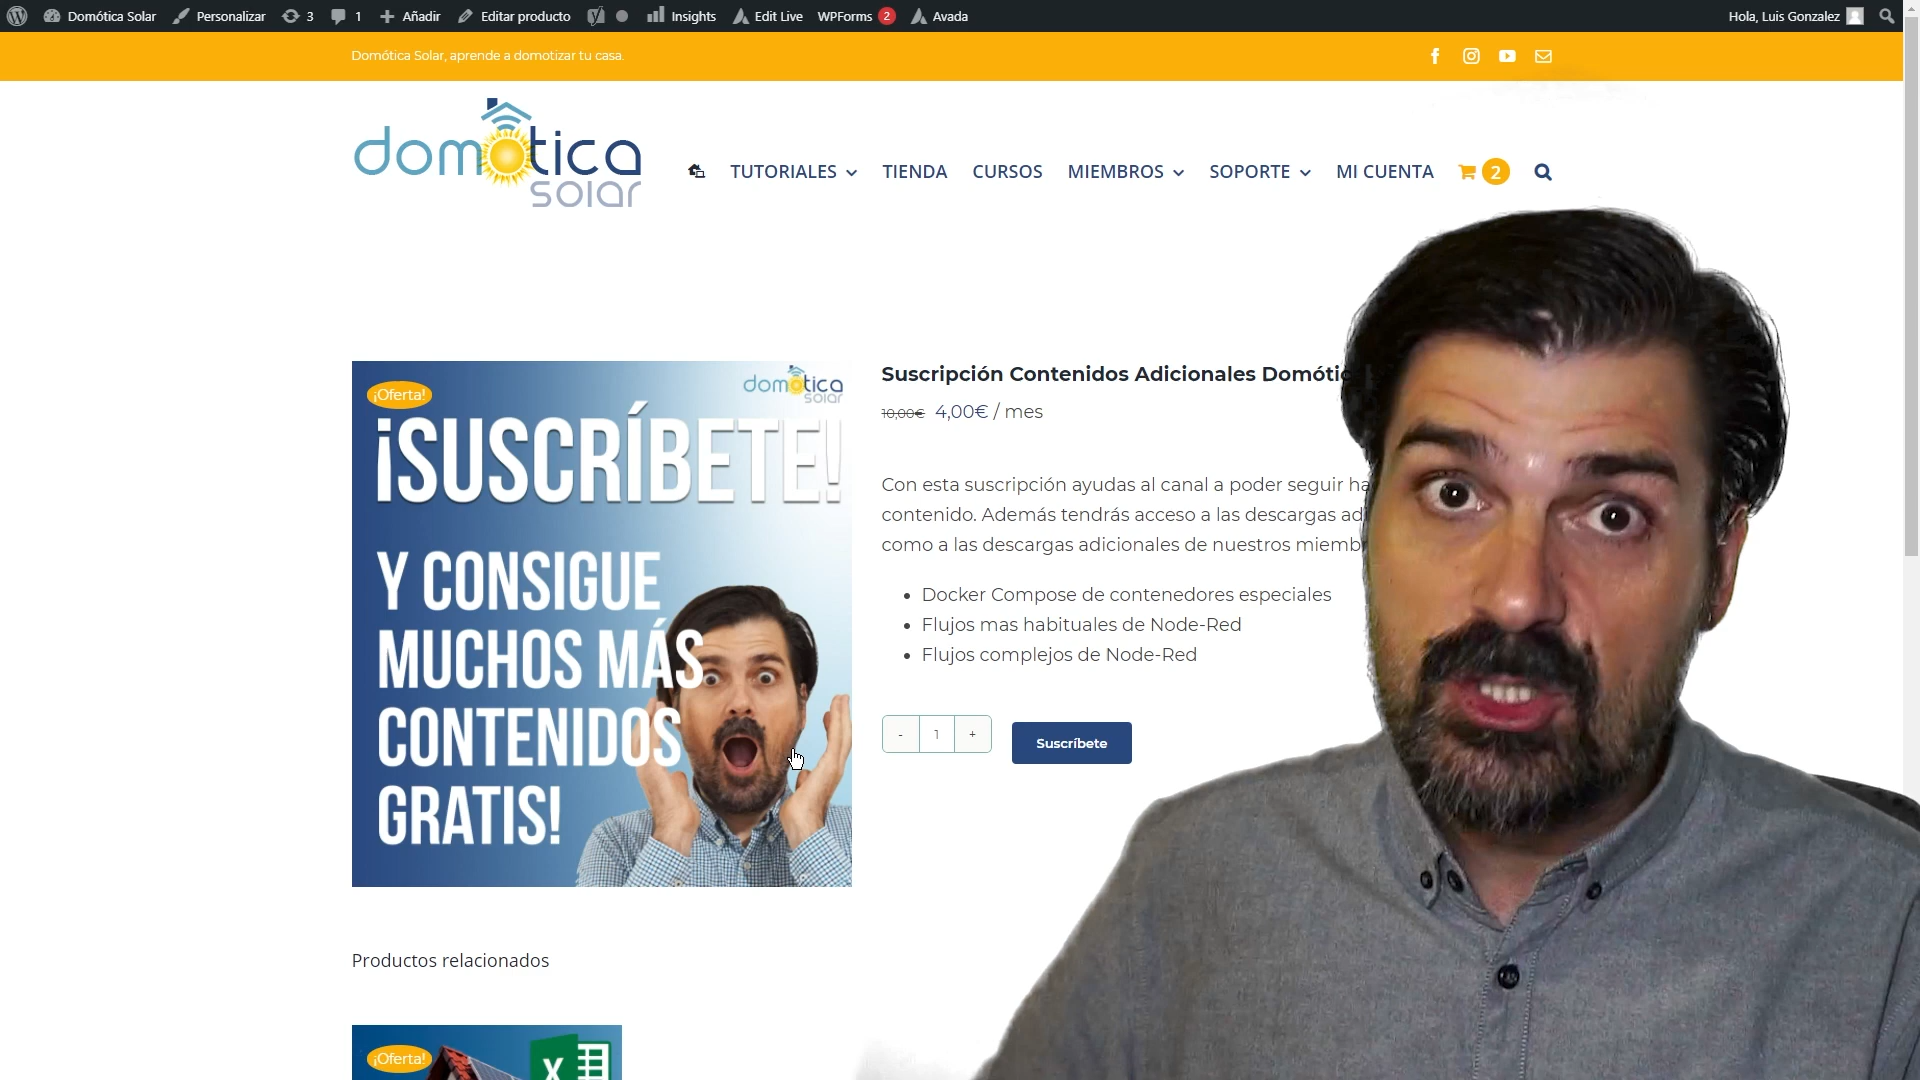 Domótica Solar
Personalizar
3
1
Añadir
Editar producto
Insights
Edit Live
WPForms 2
Avada
Hola, Luis Gonzalez
Domótica Solar, aprende a domotizar tu casa.
domótica
solar
TUTORIALES
TIENDA
CURSOS
MIEMBROS
SOPORTE
MI CUENTA
2
¡Oferta!
domótica
solar
¡SUSCRÍBETE!
Y CONSIGUE
MUCHOS MÁS
CONTENIDOS
GRATIS!
Suscripción Contenidos Adicionales
10,00€ 4,00€ / mes
Con esta suscripción ayudas al canal a poder seguir
contenido. Además tendrás acceso a las descargas
como a las descargas adicionales de nuestros
Docker Compose de contenedores especiales
Flujos mas habituales de Node-Red
Flujos complejos de Node-Red
- 1 +
Suscríbete
Productos relacionados
¡Oferta!
X